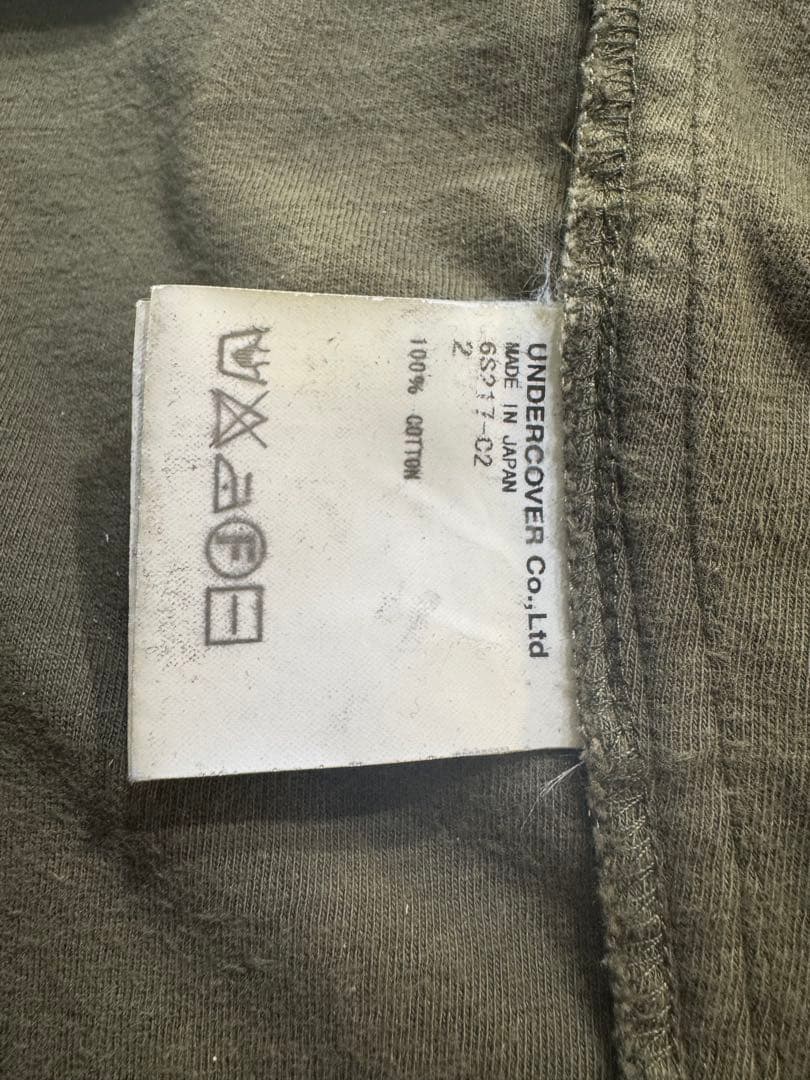 UNDERCOVER Co.,Ltd
MADE IN JAPAN
6S217-C2
2
100% COTTON
F